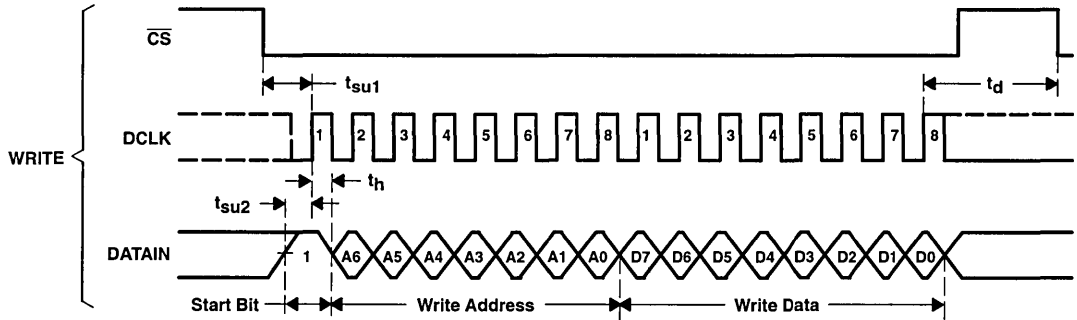 CS
tsu1
td
DCLK
1 2 3 4 5 6 7 8 1 2 3 4 5 6 7 8
WRITE
th
tsu2
DATAIN
1 A6 A5 A4 A3 A2 A1 A0 D7 D6 D5 D4 D3 D2 D1 D0
Start Bit Write Address Write Data